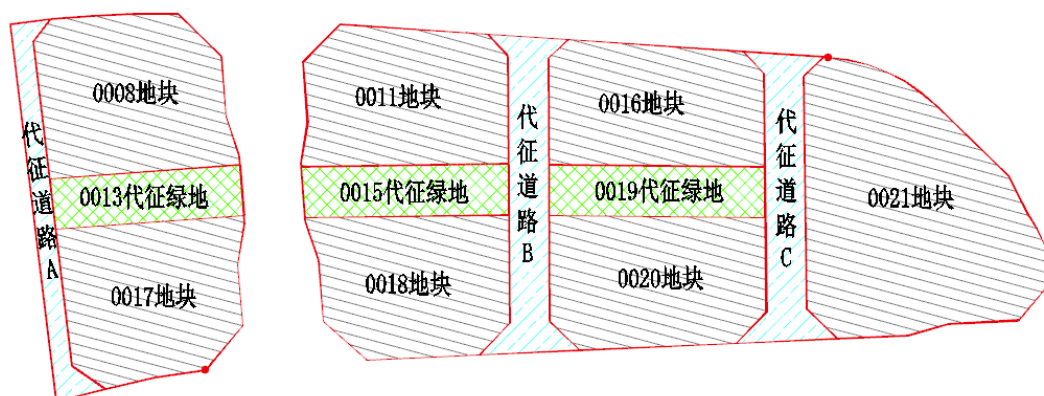 0008地块
0011地块
0016地块
代征道路A
0013代征绿地
0015代征绿地
代征道路B
0019代征绿地
代征道路C
0021地块
0017地块
0018地块
0020地块